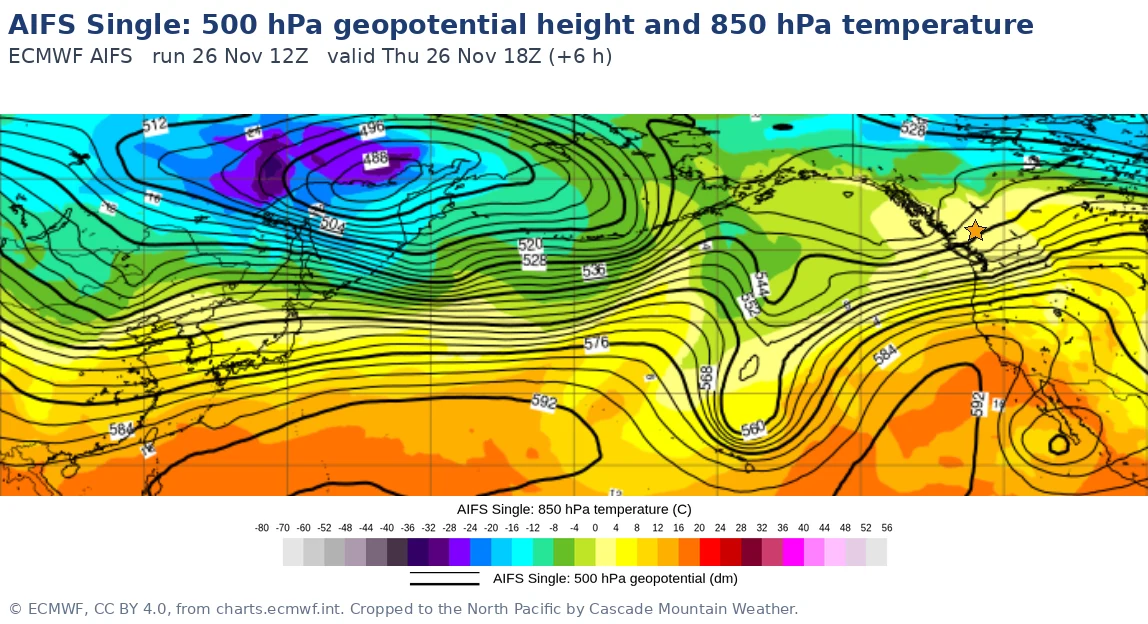 AIFS Single: 500 hPa geopotential height and 850 hPa temperature
ECMWF AIFS run 26 Nov 12Z valid Thu 26 Nov 18Z (+6 h)
512
496
528
488
504
520
528
536
544
552
576
568
584
592
592
560
584
AIFS Single: 850 hPa temperature (C)
-80 -70 -60 -52 -48 -44 -40 -36 -32 -28 -24 -20 -16 -12 -8 -4 0 4 8 12 16 20 24 28 32 36 40 44 48 52 56
AIFS Single: 500 hPa geopotential (dm)
© ECMWF, CC BY 4.0, from charts.ecmwf.int. Cropped to the North Pacific by Cascade Mountain Weather.